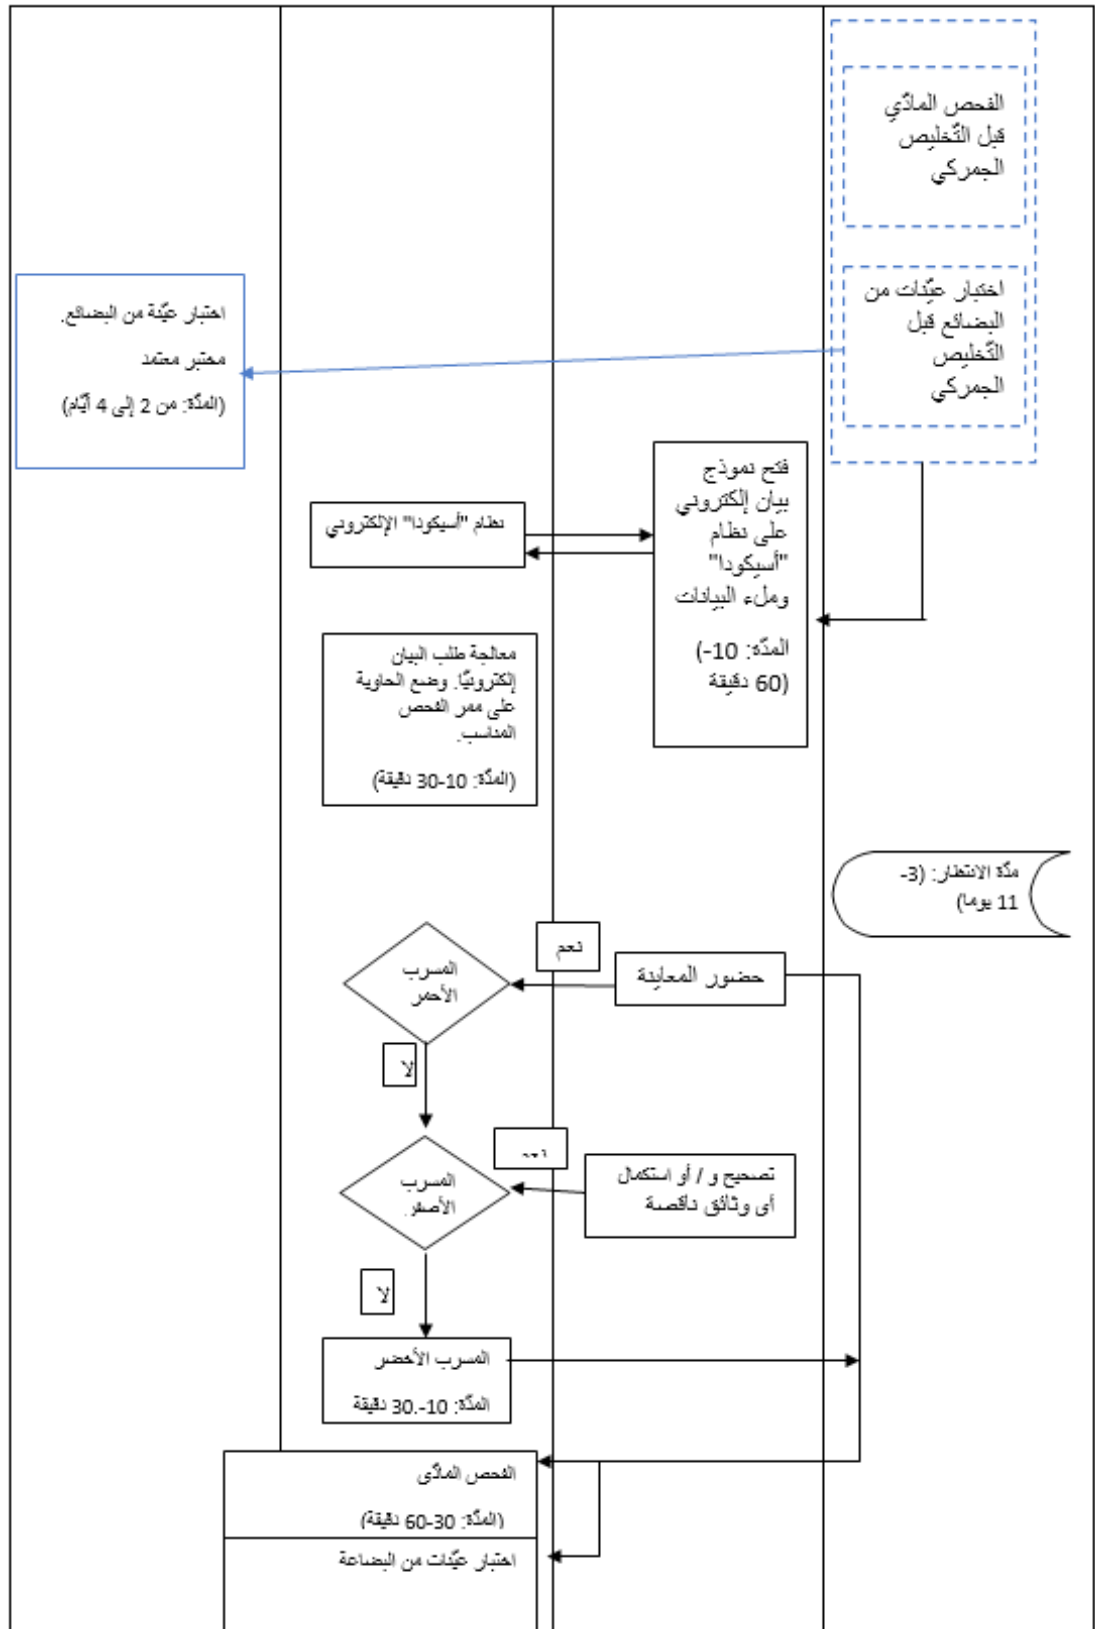 الفحص المادّي
قبل التّخليص
الجمركي
اختبار عيّنات من
البضائع قبل
التّخليص
الجمركي
اختبار عيّنة من البضائع.
مختبر معتمد
(المدّة: من 2 إلى 4 أيّام)
فتح نموذج
بيان إلكتروني
على نظام
"أسيكودا"
وملء البيانات
(المدّة: 10-
60 دقيقة)
نظام "أسيكودا" الإلكتروني
معالجة طلب البيان
إلكترونيًّا. وضع الحاوية
على ممر الفحص
المناسب.
(المدّة: 10-30 دقيقة)
مدّة الانتظار: (3-
11 يوما)
نعم
حضور المعاينة
المسرب
الأحمر
لا
نعم
تصحيح و / أو استكمال
أي وثائق ناقصة
المسرب
الأصفر.
لا
المسرب الأخضر
المدّة: 10-.30 دقيقة
الفحص المادّي
(المدّة: 30-60 دقيقة)
اختبار عيّنات من البضاعة